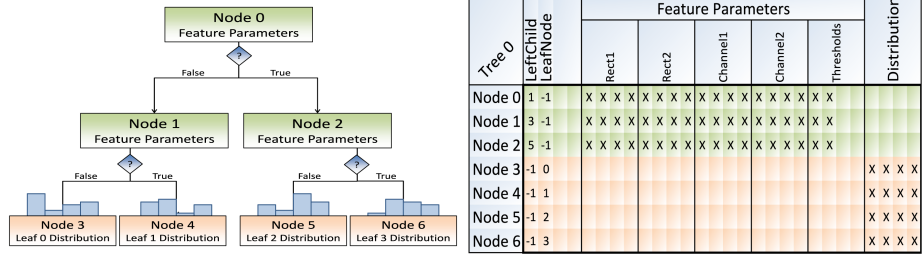 Node 0
Feature Parameters
?
False True
Node 1
Feature Parameters
Node 2
Feature Parameters
? ?
False True False True
Node 3
Leaf 0 Distribution
Node 4
Leaf 1 Distribution
Node 5
Leaf 2 Distribution
Node 6
Leaf 3 Distribution
Tree 0
LeftChild
LeafNode
Feature Parameters
Rect1
Rect2
Channel1
Channel2
Thresholds
Distribution
Node 0 1 -1 X X X X X X X X X X X X X X X X X X
Node 1 3 -1 X X X X X X X X X X X X X X X X X X
Node 2 5 -1 X X X X X X X X X X X X X X X X X X
Node 3 -1 0 X X X X
Node 4 -1 1 X X X X
Node 5 -1 2 X X X X
Node 6 -1 3 X X X X